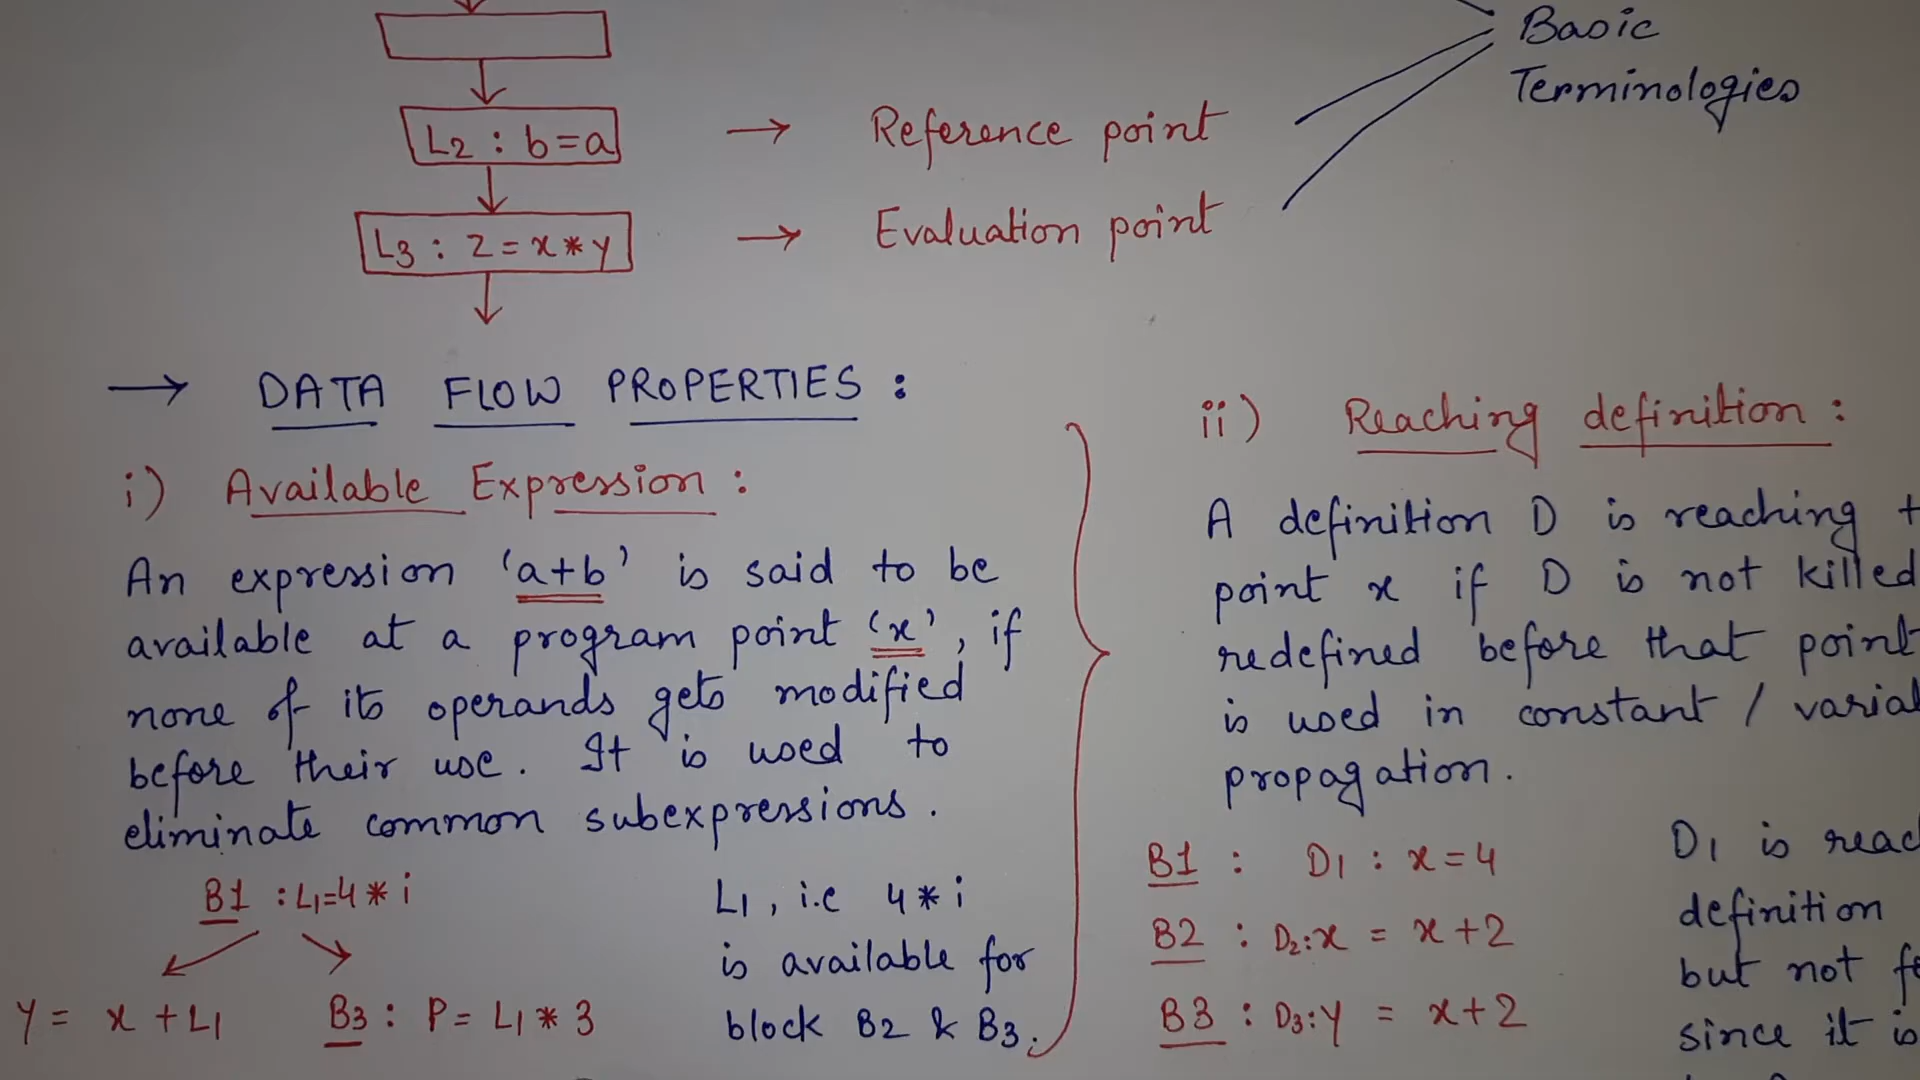 Basic
Terminologies
L2 : b=a → Reference point
L3 : z = x * y → Evaluation point
→ DATA FLOW PROPERTIES :
i) Available Expression :
An expression 'a+b' is said to be
available at a program point 'x', if
none of its operands gets modified
before their use. It is used to
eliminate common subexpressions.
B1 : L1=4 * i
Y = x + L1
B3 : P = L1 * 3
L1, i.e 4 * i
is available for
block B2 & B3.
ii) Reaching definition :
A definition D is reaching
point x if D is not killed
redefined before that point
is used in constant /
propagation.
B1 : D1 : x = 4
B2 : D2 : x = x + 2
B3 : D3 : y = x + 2
D1 is
definition
but not
since it is